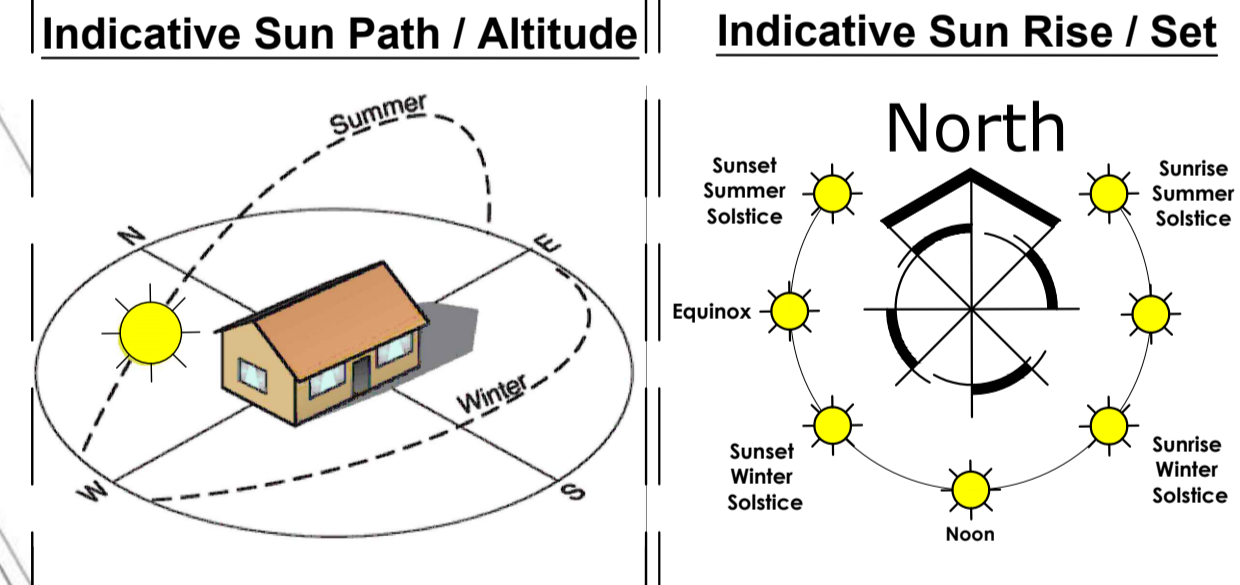 Indicative Sun Path / Altitude
Summer
N
E
Winter
W
S
Indicative Sun Rise / Set
North
Sunset
Summer
Solstice
Sunrise
Summer
Solstice
Equinox
Sunset
Winter
Solstice
Sunrise
Winter
Solstice
Noon